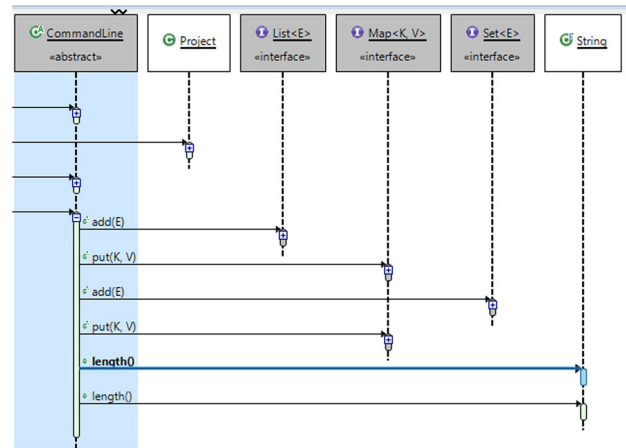 CommandLine
«abstract»
Project
List<E>
«interface»
Map<K, V>
«interface»
Set<E>
«interface»
String
add(E)
put(K, V)
add(E)
put(K, V)
length()
length()